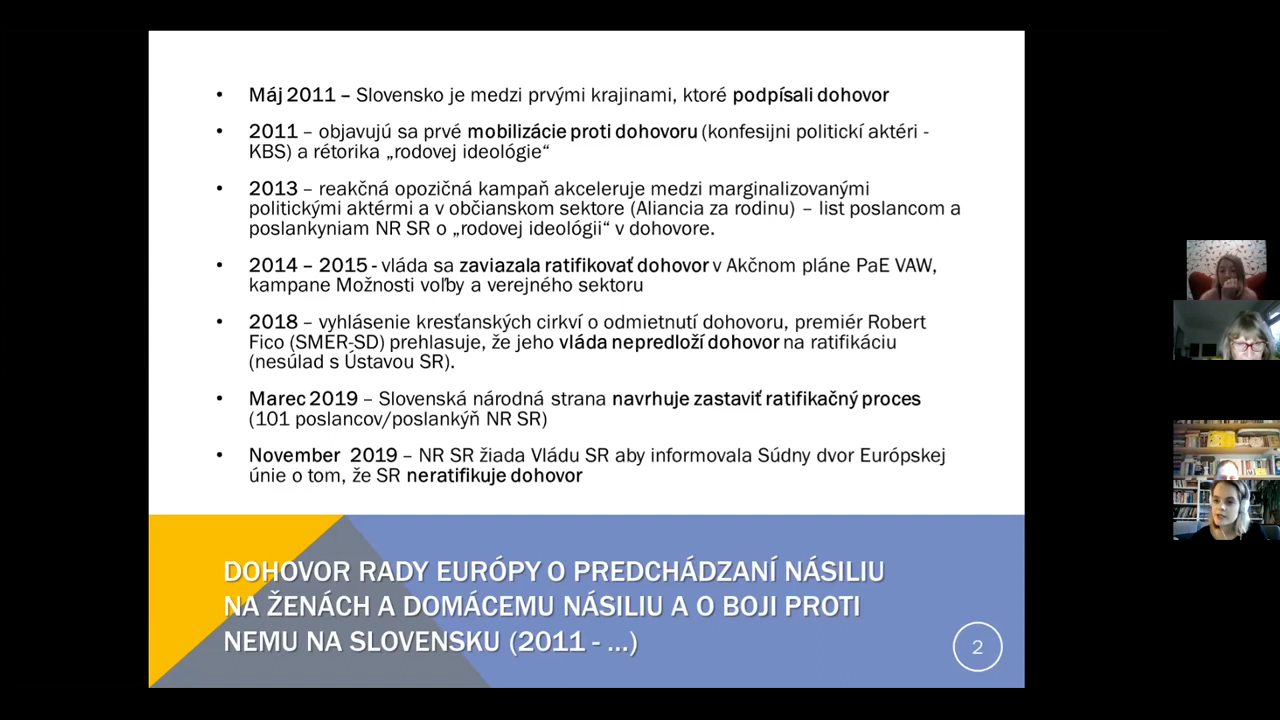 • Máj 2011 – Slovensko je medzi prvými krajinami, ktoré podpísali dohovor
• 2011 – objavujú sa prvé mobilizácie proti dohovoru (konfesijni politickí aktéri -
KBS) a rétorika „rodovej ideológie“
• 2013 – reakčná opozičná kampaň akceleruje medzi marginalizovanými
politickými aktérmi a v občianskom sektore (Aliancia za rodinu) – list poslancom a
poslankyniam NR SR o „rodovej ideológii“ v dohovore.
• 2014 – 2015 - vláda sa zaviazala ratifikovať dohovor v Akčnom pláne PaE VAW,
kampane Možnosti voľby a verejného sektoru
• 2018 – vyhlásenie kresťanských cirkví o odmietnutí dohovoru, premiér Robert
Fico (SMER-SD) prehlasuje, že jeho vláda nepredloží dohovor na ratifikáciu
(nesúlad s Ústavou SR).
• Marec 2019 – Slovenská národná strana navrhuje zastaviť ratifikačný proces
(101 poslancov/poslankýň NR SR)
• November 2019 – NR SR žiada Vládu SR aby informovala Súdny dvor Európskej
únie o tom, že SR neratifikuje dohovor
DOHOVOR RADY EURÓPY O PREDCHÁDZANÍ NÁSILIU
NA ŽENÁCH A DOMÁCEMU NÁSILIU A O BOJI PROTI
NEMU NA SLOVENSKU (2011 - ...)
2